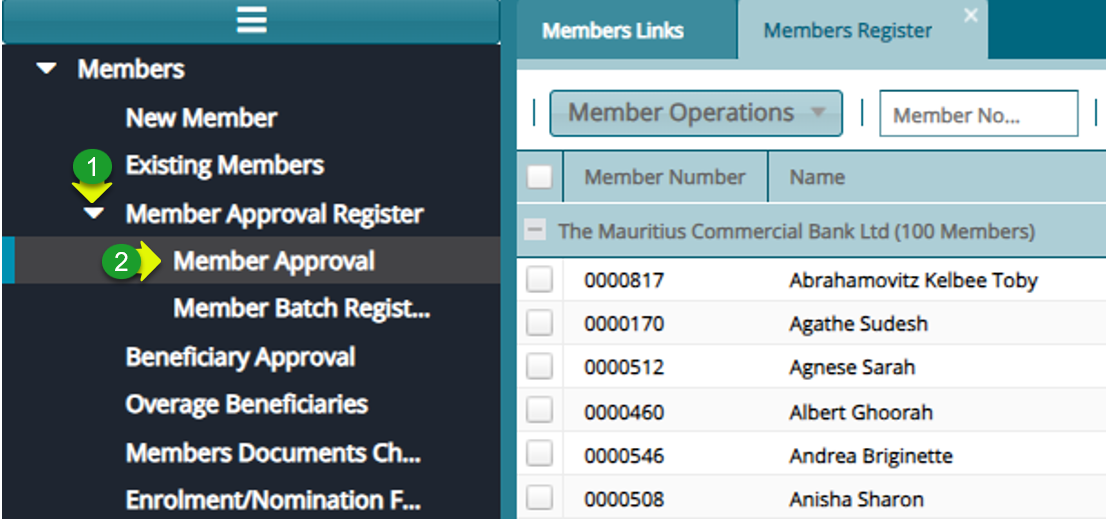 Members
New Member
Existing Members
1
Member Approval Register
2 Member Approval
Member Batch Regist...
Beneficiary Approval
Overage Beneficiaries
Members Documents Ch...
Enrolment/Nomination F...
Members Links Members Register
Member Operations Member No...
Member Number Name
The Mauritius Commercial Bank Ltd (100 Members)
0000817 Abrahamovitz Kelbee Toby
0000170 Agathe Sudesh
0000512 Agnese Sarah
0000460 Albert Ghoorah
0000546 Andrea Briginette
0000508 Anisha Sharon